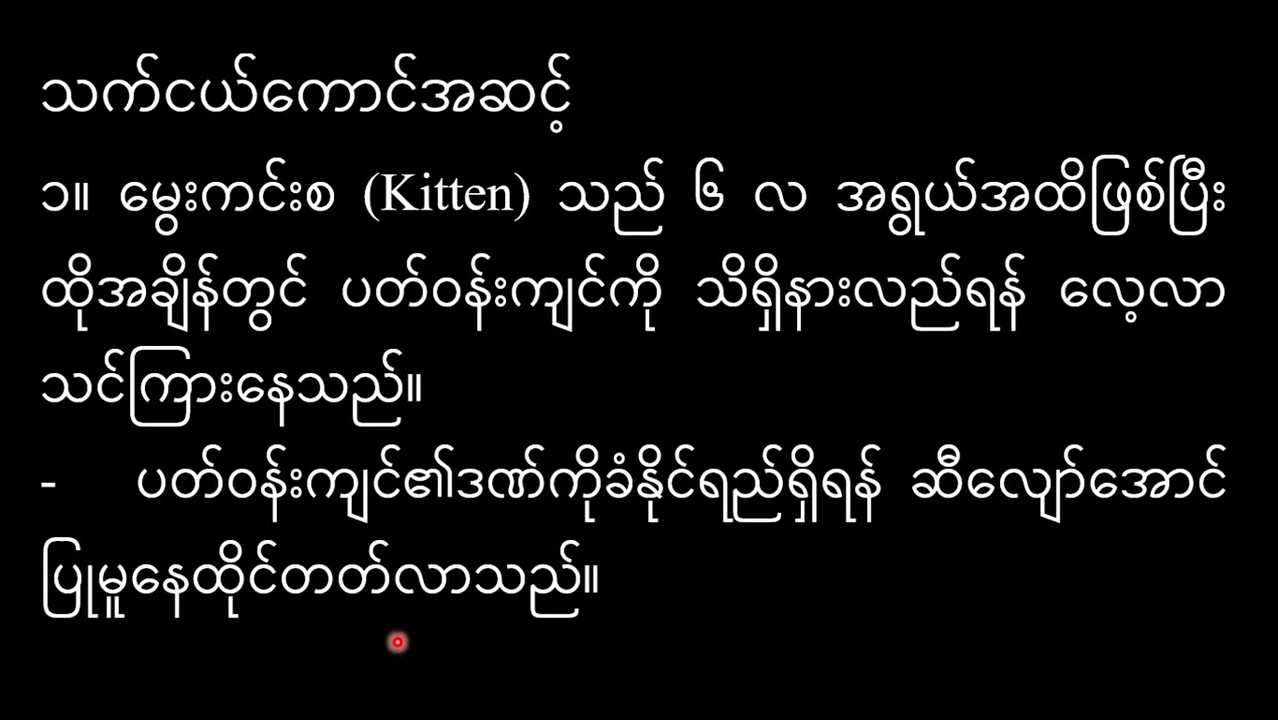 သက်ငယ်ကောင်အဆင့်
၁။ မွေးကင်းစ (Kitten) သည် ၆ လ အရွယ်အထိဖြစ်ပြီး
ထိုအချိန်တွင် ပတ်ဝန်းကျင်ကို သိရှိနားလည်ရန် လေ့လာ
သင်ကြားနေသည်။
- ပတ်ဝန်းကျင်၏ဒဏ်ကိုခံနိုင်ရည်ရှိရန် ဆီလျော်အောင်
ပြုမူနေထိုင်တတ်လာသည်။